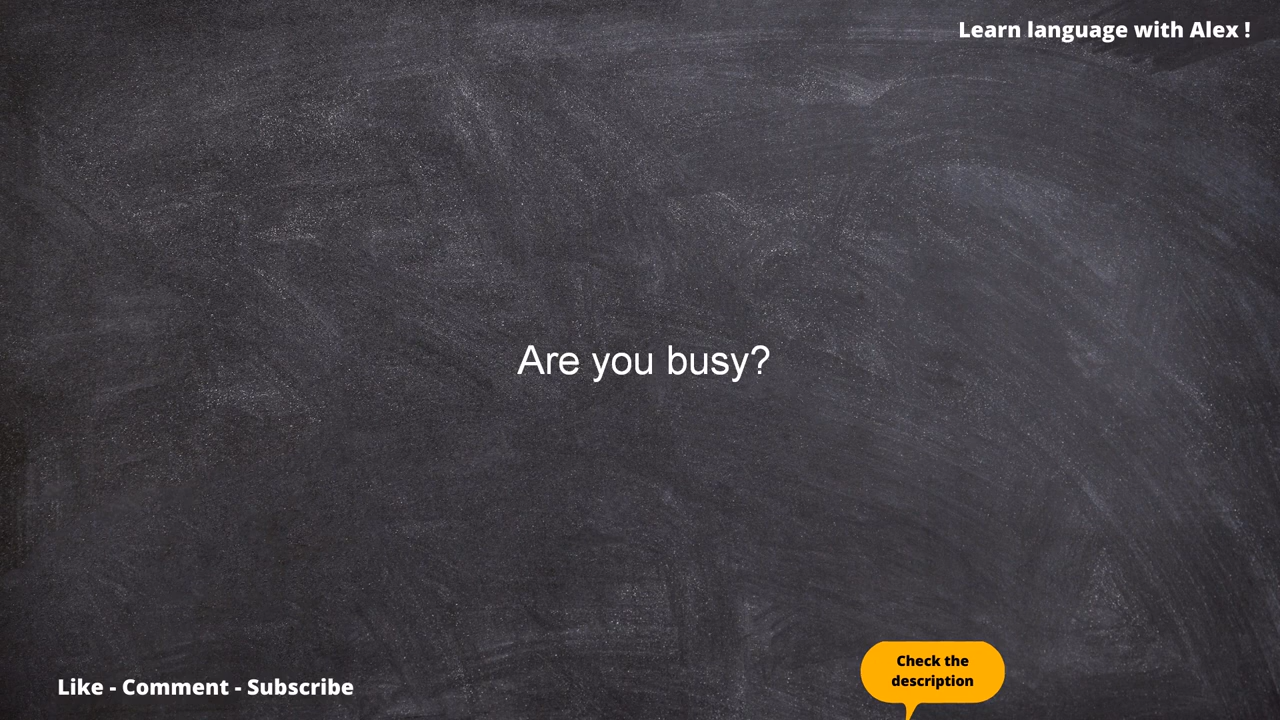 Learn language with Alex !
Are you busy?
Check the
description
Like - Comment - Subscribe